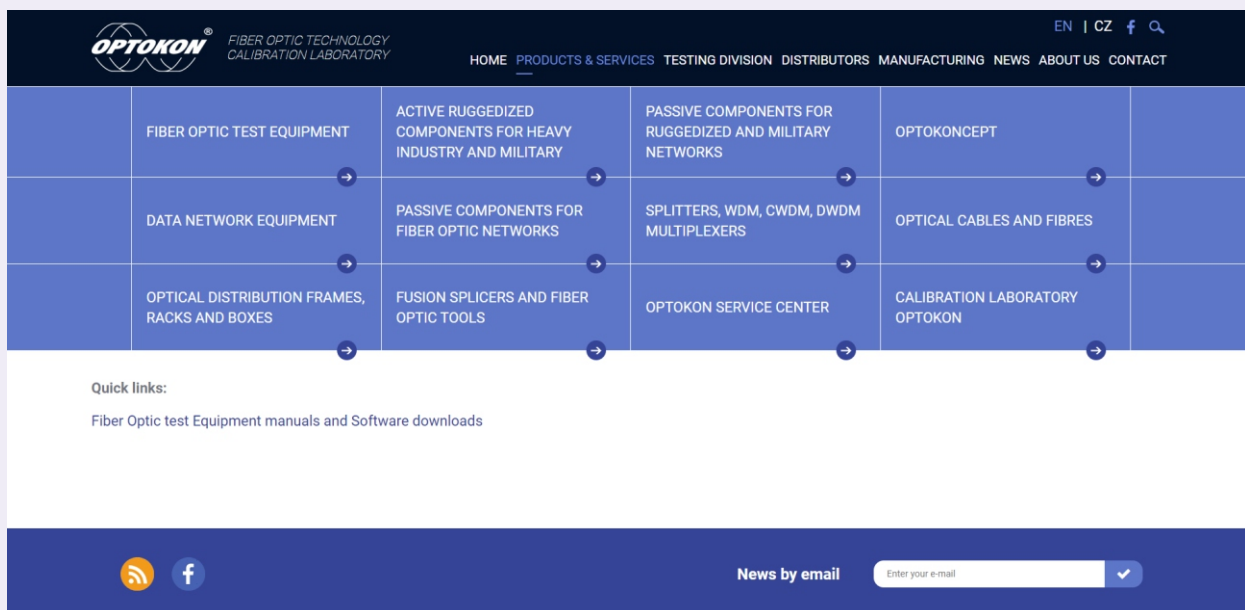 OPTOKON®
FIBER OPTIC TECHNOLOGY
CALIBRATION LABORATORY
EN | CZ
HOME PRODUCTS & SERVICES TESTING DIVISION DISTRIBUTORS MANUFACTURING NEWS ABOUT US CONTACT
FIBER OPTIC TEST EQUIPMENT
ACTIVE RUGGEDIZED
COMPONENTS FOR HEAVY
INDUSTRY AND MILITARY
PASSIVE COMPONENTS FOR
RUGGEDIZED AND MILITARY
NETWORKS
OPTOKONCEPT
DATA NETWORK EQUIPMENT
PASSIVE COMPONENTS FOR
FIBER OPTIC NETWORKS
SPLITTERS, WDM, CWDM, DWDM
MULTIPLEXERS
OPTICAL CABLES AND FIBRES
OPTICAL DISTRIBUTION FRAMES,
RACKS AND BOXES
FUSION SPLICERS AND FIBER
OPTIC TOOLS
OPTOKON SERVICE CENTER
CALIBRATION LABORATORY
OPTOKON
Quick links:
Fiber Optic test Equipment manuals and Software downloads
News by email
Enter your e-mail